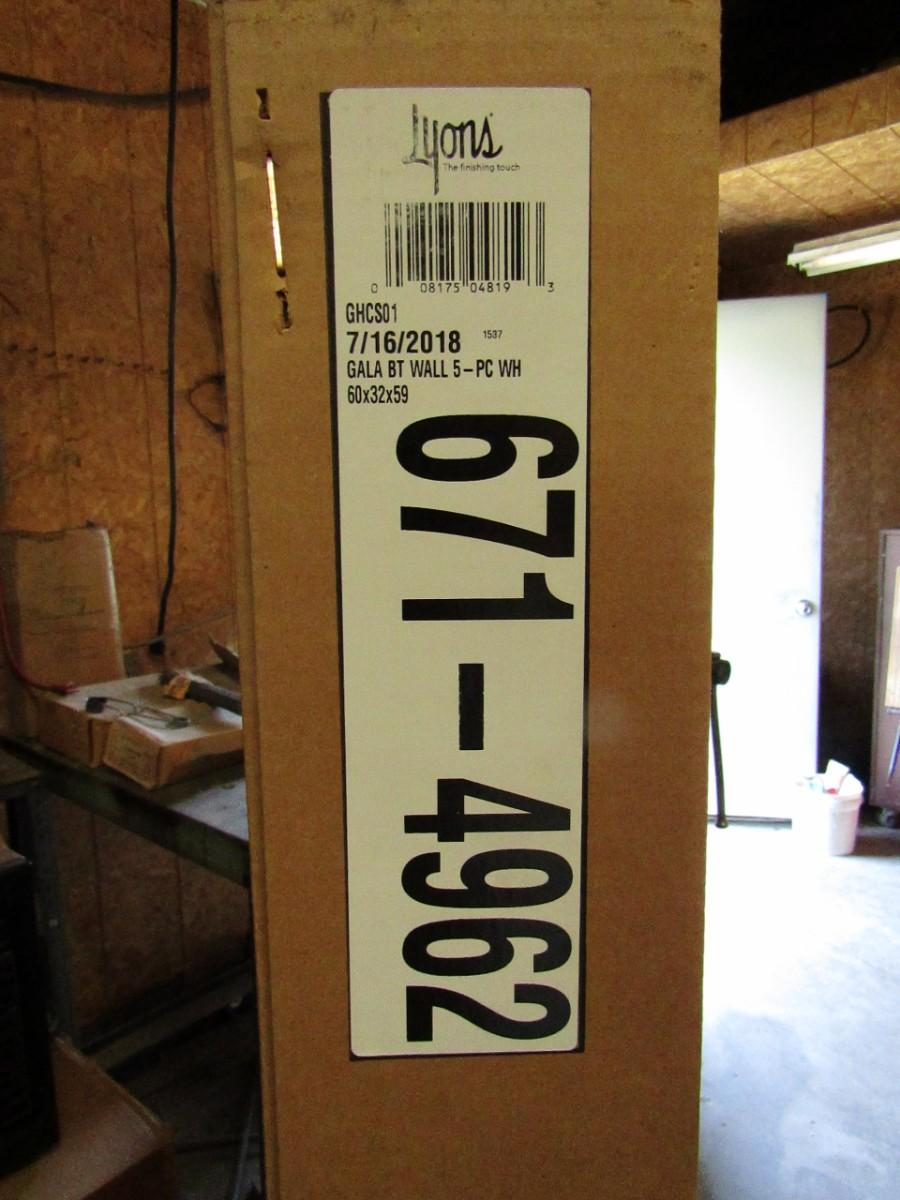 Lyons
The finishing touch
0 08175 04819 3
GHCS01
7/16/2018 1537
GALA BT WALL 5-PC WH
60x32x59
671-4962